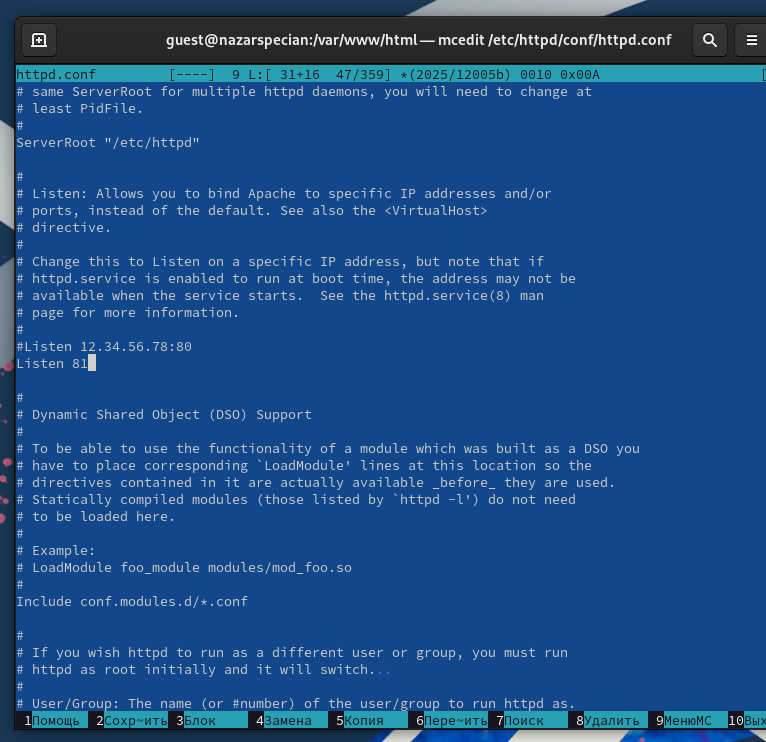 guest@nazarspecian:/var/www/html — mcedit /etc/httpd/conf/httpd.conf
httpd.conf [----] 9 L:[ 31+16 47/359] *(2025/12005b) 0010 0x00A [
# same ServerRoot for multiple httpd daemons, you will need to change at
# least PidFile.
#
ServerRoot "/etc/httpd"
#
# Listen: Allows you to bind Apache to specific IP addresses and/or
# ports, instead of the default. See also the <VirtualHost>
# directive.
#
# Change this to Listen on a specific IP address, but note that if
# httpd.service is enabled to run at boot time, the address may not be
# available when the service starts.  See the httpd.service(8) man
# page for more information.
#
#Listen 12.34.56.78:80
Listen 81
#
# Dynamic Shared Object (DSO) Support
#
# To be able to use the functionality of a module which was built as a DSO you
# have to place corresponding `LoadModule' lines at this location so the
# directives contained in it are actually available _before_ they are used.
# Statically compiled modules (those listed by `httpd -l') do not need
# to be loaded here.
#
# Example:
# LoadModule foo_module modules/mod_foo.so
#
Include conf.modules.d/*.conf
#
# If you wish httpd to run as a different user or group, you must run
# httpd as root initially and it will switch...
#
# User/Group: The name (or #number) of the user/group to run httpd as.
1Помощь 2Сохр~ить 3Блок 4Замена 5Копия 6Пере~ить 7Поиск 8Удалить 9МенюMC 10Вых